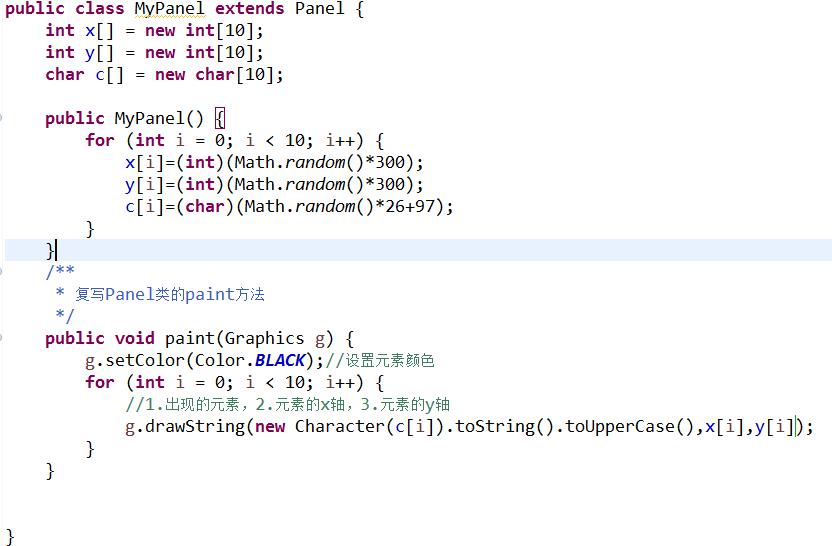 public class MyPanel extends Panel {
int x[] = new int[10];
int y[] = new int[10];
char c[] = new char[10];
public MyPanel() {
for (int i = 0; i < 10; i++) {
x[i]=(int)(Math.random()*300);
y[i]=(int)(Math.random()*300);
c[i]=(char)(Math.random()*26+97);
}
}
/**
* 复写Panel类的paint方法
*/
public void paint(Graphics g) {
g.setColor(Color.BLACK);//设置元素颜色
for (int i = 0; i < 10; i++) {
//1.出现的元素，2.元素的x轴，3.元素的y轴
g.drawString(new Character(c[i]).toString().toUpperCase(),x[i],y[i]);
}
}
}